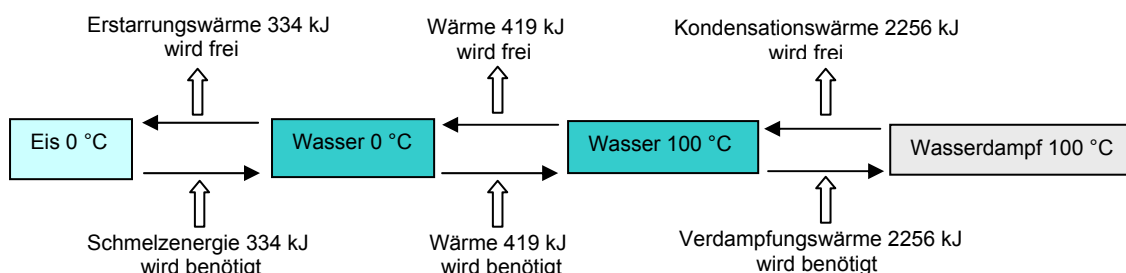 Erstarrungswärme 334 kJ
wird frei
Wärme 419 kJ
wird frei
Kondensationswärme 2256 kJ
wird frei
Eis 0 °C
Wasser 0 °C
Wasser 100 °C
Wasserdampf 100 °C
Schmelzenergie 334 kJ
wird benötigt
Wärme 419 kJ
wird benötigt
Verdampfungswärme 2256 kJ
wird benötigt